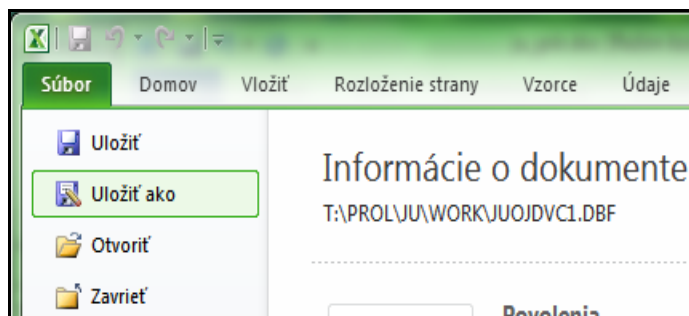 Súbor Domov Vložiť Rozloženie strany Vzorce Údaje
Uložiť
Uložiť ako
Otvoriť
Zavrieť
Informácie o dokumente
T:\PROL\JU\WORK\JUOJDVC1.DBF
Povolenia